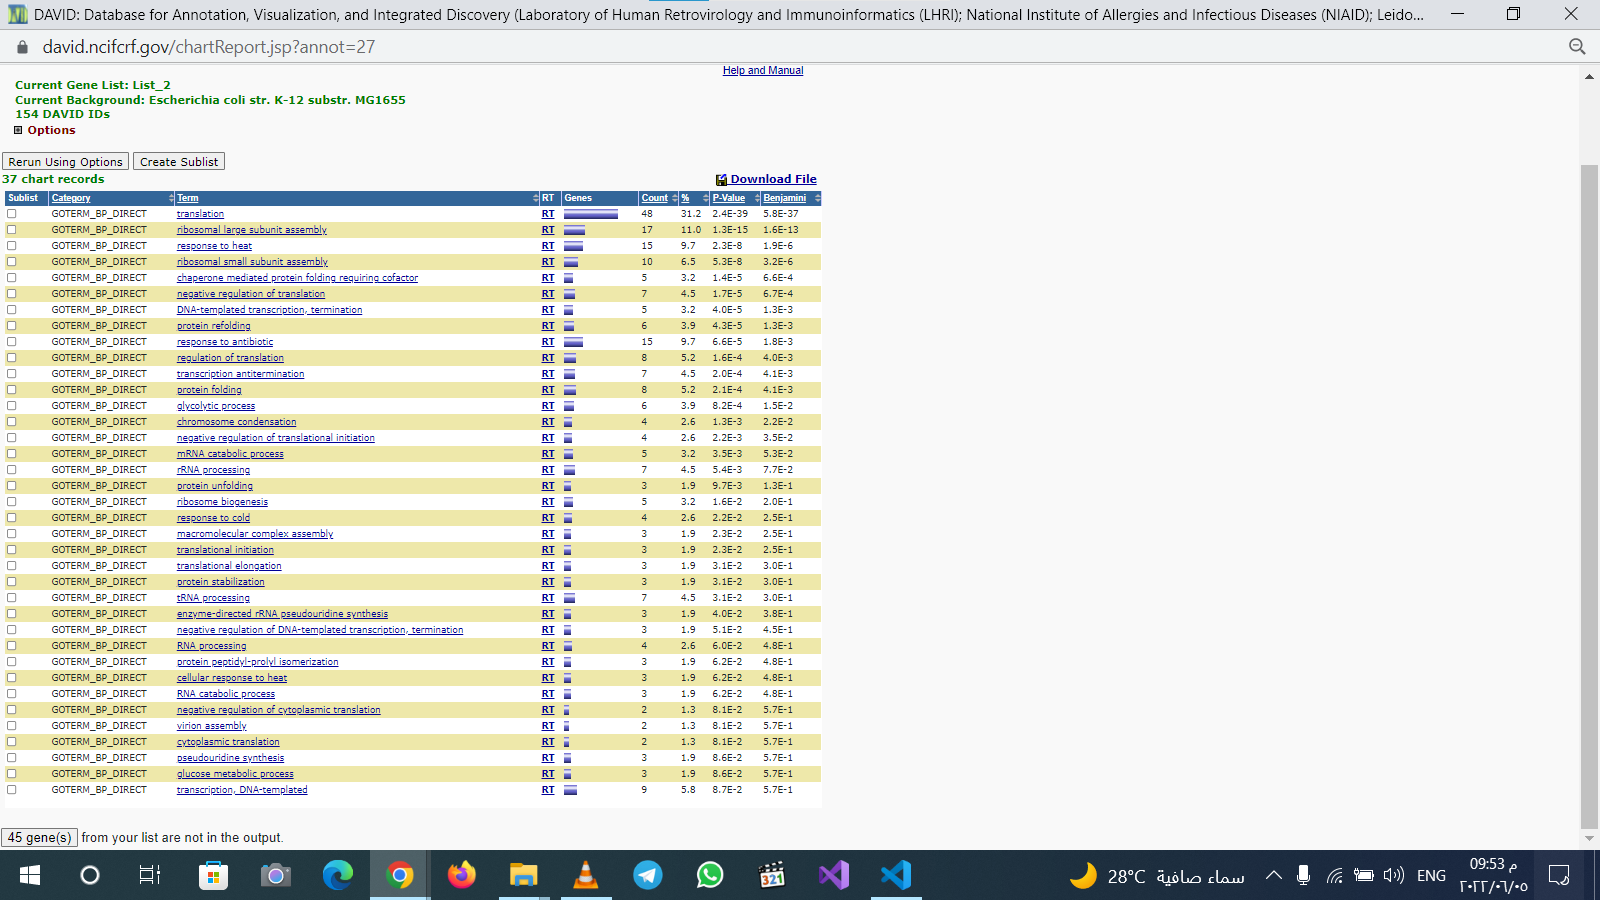 DAVID: Database for Annotation, Visualization, and Integrated Discovery (Laboratory of Human Retrovirology and Immunoinformatics (LHRI); National Institute of Allergies and Infectious Diseases (NIAID); Leido...
david.ncifcrf.gov/chartReport.jsp?annot=27
Help and Manual
Current Gene List: List_2
Current Background: Escherichia coli str. K-12 substr. MG1655
154 DAVID IDs
Options
Rerun Using Options Create Sublist
37 chart records Download File
Sublist Category Term RT Genes Count % P-Value Benjamini
GOTERM_BP_DIRECT translation RT 48 31.2 2.4E-39 5.8E-37
GOTERM_BP_DIRECT ribosomal large subunit assembly RT 17 11.0 1.3E-15 1.6E-13
GOTERM_BP_DIRECT response to heat RT 15 9.7 2.3E-8 1.9E-6
GOTERM_BP_DIRECT ribosomal small subunit assembly RT 10 6.5 5.3E-8 3.2E-6
GOTERM_BP_DIRECT chaperone mediated protein folding requiring cofactor RT 5 3.2 1.4E-5 6.6E-4
GOTERM_BP_DIRECT negative regulation of translation RT 7 4.5 1.7E-5 6.7E-4
GOTERM_BP_DIRECT DNA-templated transcription, termination RT 5 3.2 4.0E-5 1.3E-3
GOTERM_BP_DIRECT protein refolding RT 6 3.9 4.3E-5 1.3E-3
GOTERM_BP_DIRECT response to antibiotic RT 15 9.7 6.6E-5 1.8E-3
GOTERM_BP_DIRECT regulation of translation RT 8 5.2 1.6E-4 4.0E-3
GOTERM_BP_DIRECT transcription antitermination RT 7 4.5 2.0E-4 4.1E-3
GOTERM_BP_DIRECT protein folding RT 8 5.2 2.1E-4 4.1E-3
GOTERM_BP_DIRECT glycolytic process RT 6 3.9 8.2E-4 1.5E-2
GOTERM_BP_DIRECT chromosome condensation RT 4 2.6 1.3E-3 2.2E-2
GOTERM_BP_DIRECT negative regulation of translational initiation RT 4 2.6 2.2E-3 3.5E-2
GOTERM_BP_DIRECT mRNA catabolic process RT 5 3.2 3.5E-3 5.3E-2
GOTERM_BP_DIRECT rRNA processing RT 7 4.5 5.4E-3 7.7E-2
GOTERM_BP_DIRECT protein unfolding RT 3 1.9 9.7E-3 1.3E-1
GOTERM_BP_DIRECT ribosome biogenesis RT 5 3.2 1.6E-2 2.0E-1
GOTERM_BP_DIRECT response to cold RT 4 2.6 2.2E-2 2.5E-1
GOTERM_BP_DIRECT macromolecular complex assembly RT 3 1.9 2.3E-2 2.5E-1
GOTERM_BP_DIRECT translational initiation RT 3 1.9 2.3E-2 2.5E-1
GOTERM_BP_DIRECT translational elongation RT 3 1.9 3.1E-2 3.0E-1
GOTERM_BP_DIRECT protein stabilization RT 3 1.9 3.1E-2 3.0E-1
GOTERM_BP_DIRECT tRNA processing RT 7 4.5 3.1E-2 3.0E-1
GOTERM_BP_DIRECT enzyme-directed rRNA pseudouridine synthesis RT 3 1.9 4.0E-2 3.8E-1
GOTERM_BP_DIRECT negative regulation of DNA-templated transcription, termination RT 3 1.9 5.1E-2 4.5E-1
GOTERM_BP_DIRECT RNA processing RT 4 2.6 6.0E-2 4.8E-1
GOTERM_BP_DIRECT protein peptidyl-prolyl isomerization RT 3 1.9 6.2E-2 4.8E-1
GOTERM_BP_DIRECT cellular response to heat RT 3 1.9 6.2E-2 4.8E-1
GOTERM_BP_DIRECT RNA catabolic process RT 3 1.9 6.2E-2 4.8E-1
GOTERM_BP_DIRECT negative regulation of cytoplasmic translation RT 2 1.3 8.1E-2 5.7E-1
GOTERM_BP_DIRECT virion assembly RT 2 1.3 8.1E-2 5.7E-1
GOTERM_BP_DIRECT cytoplasmic translation RT 2 1.3 8.1E-2 5.7E-1
GOTERM_BP_DIRECT pseudouridine synthesis RT 3 1.9 8.6E-2 5.7E-1
GOTERM_BP_DIRECT glucose metabolic process RT 3 1.9 8.6E-2 5.7E-1
GOTERM_BP_DIRECT transcription, DNA-templated RT 9 5.8 8.7E-2 5.7E-1
45 gene(s) from your list are not in the output.
321
28°C سماء صافية
ENG
09:53 م
٢٠٢٢/٠٦/٠٥